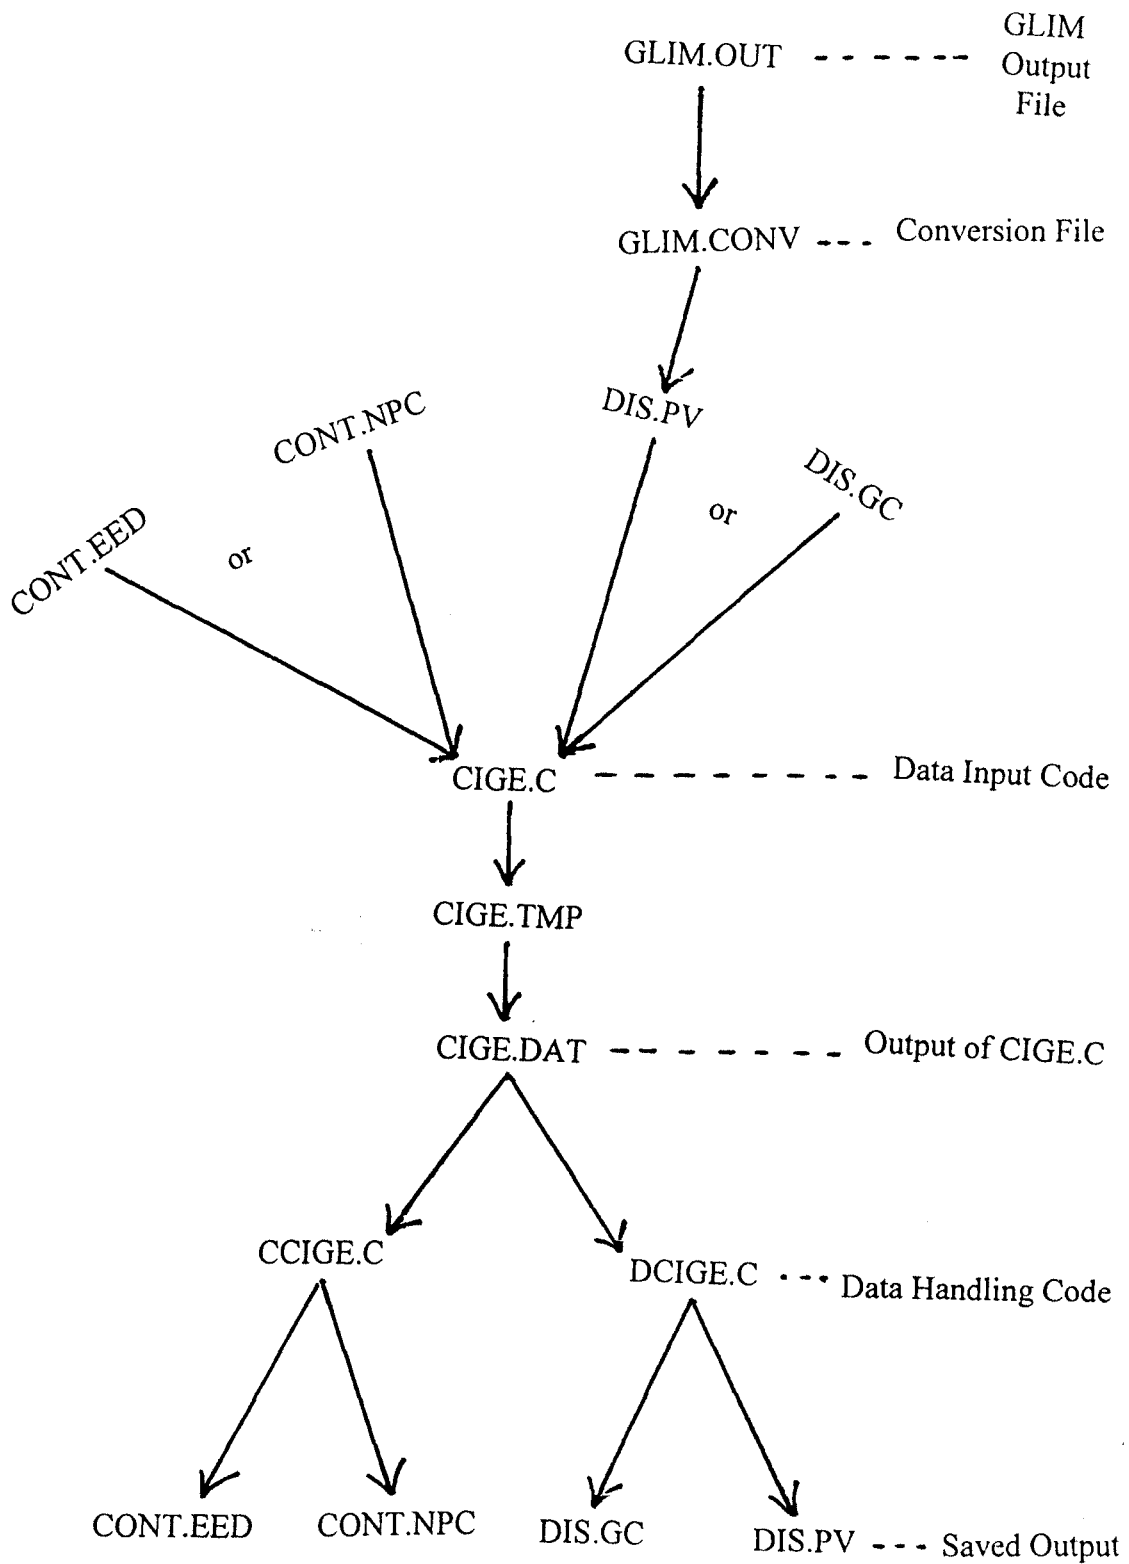 GLIM.OUT - - - - - - - GLIM
Output
File
GLIM.CONV - - - Conversion File
CONT.NPC
DIS.PV
DIS.GC
or
CONT.EED
or
CIGE.C - - - - - - - - - Data Input Code
CIGE.TMP
CIGE.DAT - - - - - - - Output of CIGE.C
CCIGE.C
DCIGE.C - - - Data Handling Code
CONT.EED
CONT.NPC
DIS.GC
DIS.PV - - - Saved Output